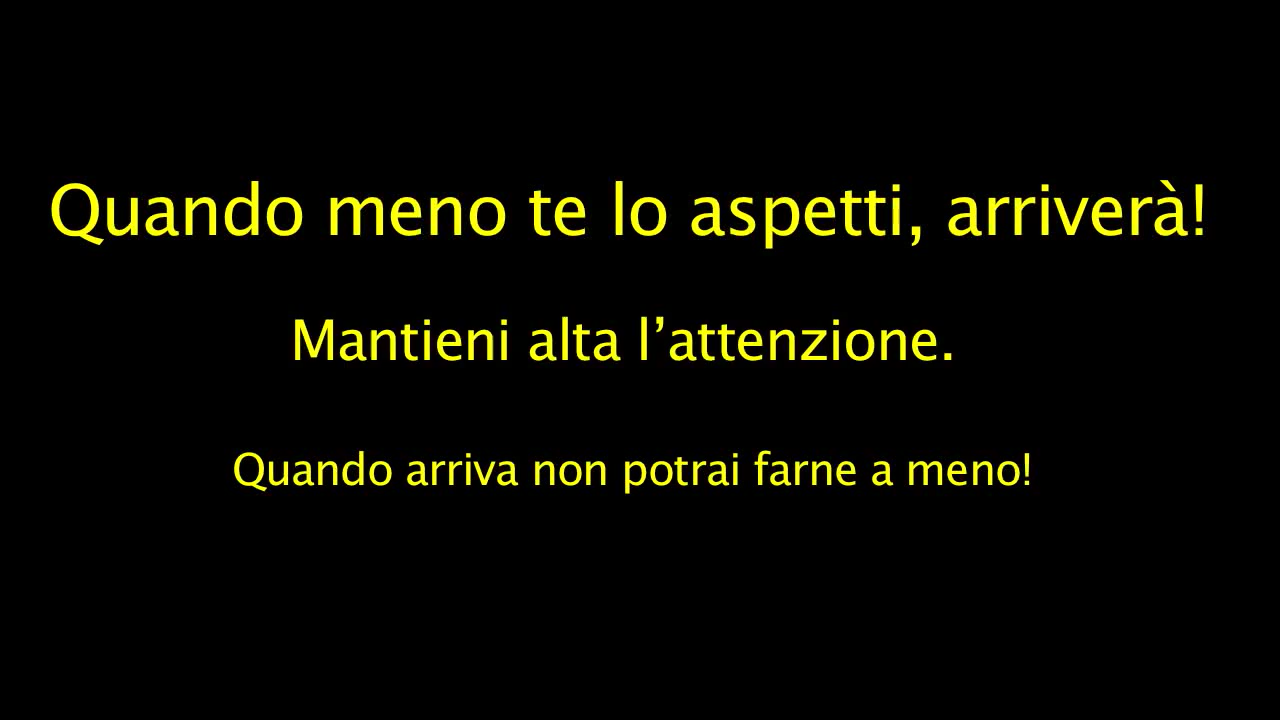 Quando meno te lo aspetti, arriverà!
Mantieni alta l’attenzione.
Quando arriva non potrai farne a meno!